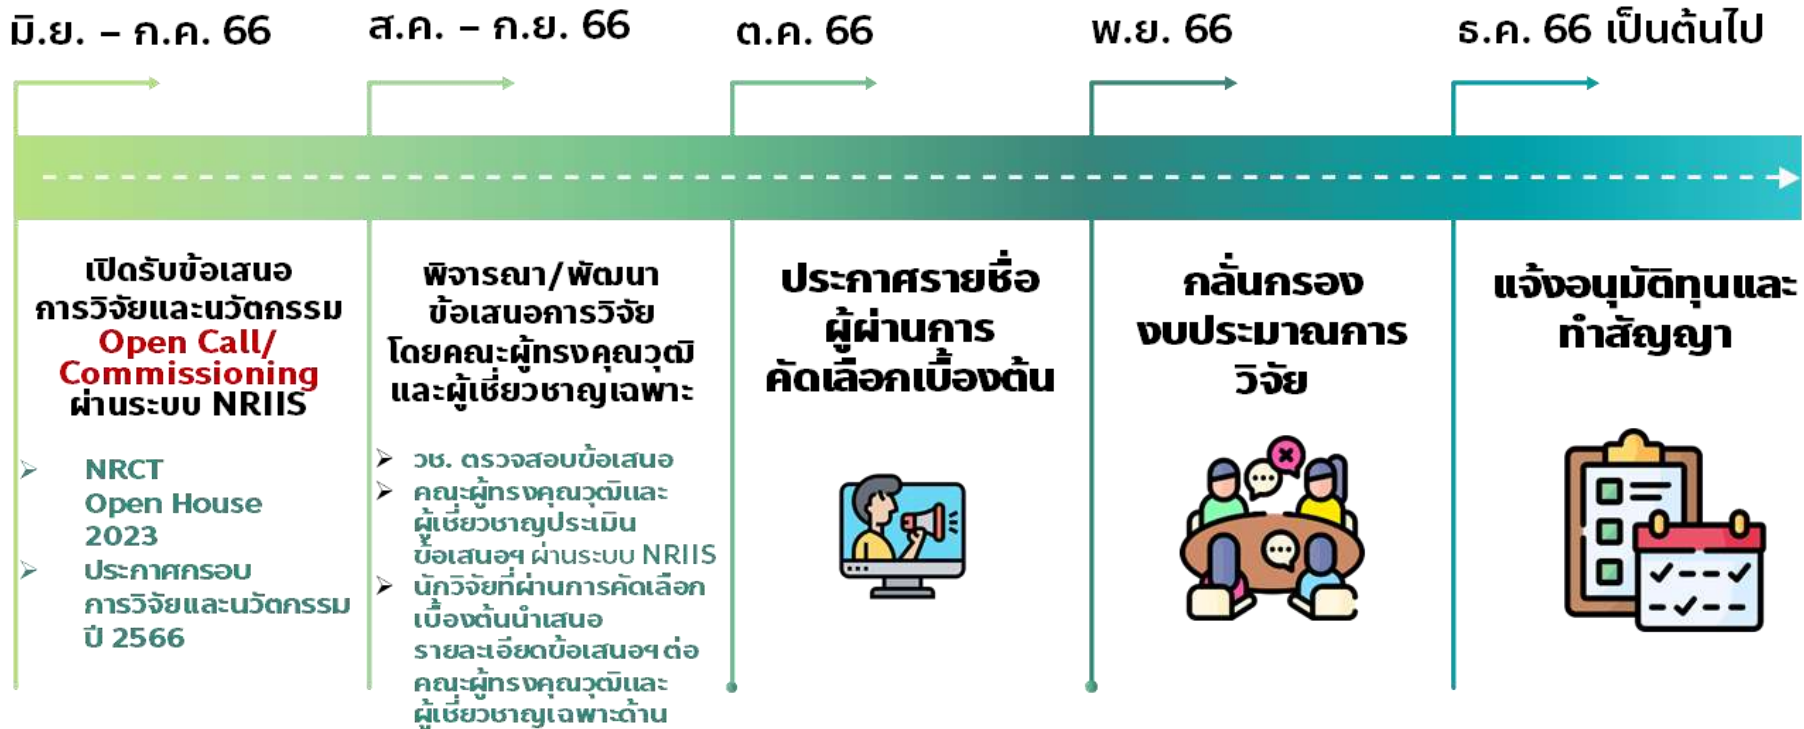 มิ.ย. – ก.ค. 66
ส.ค. – ก.ย. 66
ต.ค. 66
พ.ย. 66
ธ.ค. 66 เป็นต้นไป
เปิดรับข้อเสนอ
การวิจัยและนวัตกรรม
Open Call/
Commissioning
ผ่านระบบ NRIIS
➢ NRCT
Open House
2023
➢ ประกาศกรอบ
การวิจัยและนวัตกรรม
ปี 2566
พิจารณา/พัฒนา
ข้อเสนอการวิจัย
โดยคณะผู้ทรงคุณวุฒิ
และผู้เชี่ยวชาญเฉพาะ
➢ วช. ตรวจสอบข้อเสนอ
➢ คณะผู้ทรงคุณวุฒิและ
ผู้เชี่ยวชาญประเมิน
ข้อเสนอฯ ผ่านระบบ NRIIS
➢ นักวิจัยที่ผ่านการคัดเลือก
เบื้องต้นนำเสนอ
รายละเอียดข้อเสนอฯ ต่อ
คณะผู้ทรงคุณวุฒิและ
ผู้เชี่ยวชาญเฉพาะด้าน
ประกาศรายชื่อ
ผู้ผ่านการ
คัดเลือกเบื้องต้น
กลั่นกรอง
งบประมาณการ
วิจัย
แจ้งอนุมัติทุนและ
ทำสัญญา